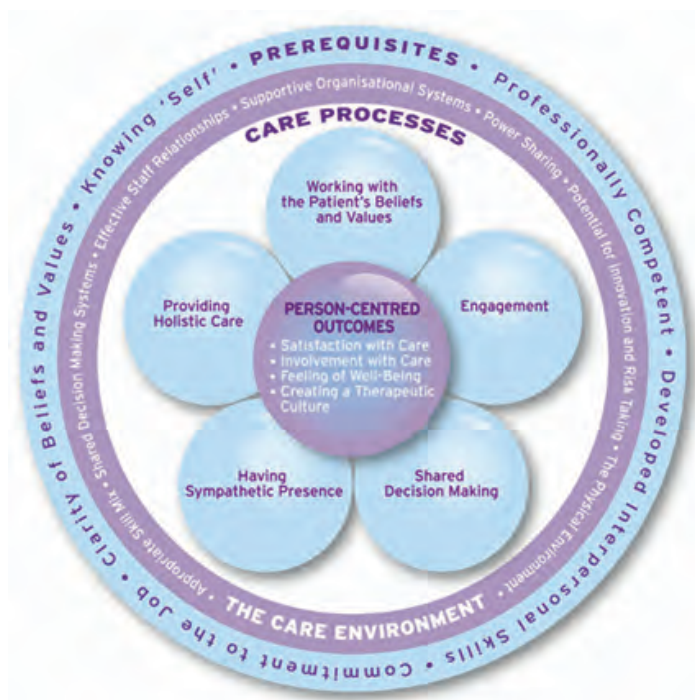 PREREQUISITES • Professionally Competent • Developed Interpersonal Skills • Commitment to the Job • Clarity of Beliefs and Values • Knowing 'Self' •
THE CARE ENVIRONMENT • Appropriate Skill Mix • Shared Decision Making Systems • Effective Staff Relationships • Supportive Organisational Systems • Power Sharing • Potential for Innovation and Risk Taking • The Physical Environment •
CARE PROCESSES
Working with
the Patient's Beliefs
and Values
Providing
Holistic Care
Engagement
PERSON-CENTRED
OUTCOMES
• Satisfaction with Care
• Involvement with Care
• Feeling of Well-Being
• Creating a Therapeutic
Culture
Having
Sympathetic Presence
Shared
Decision Making